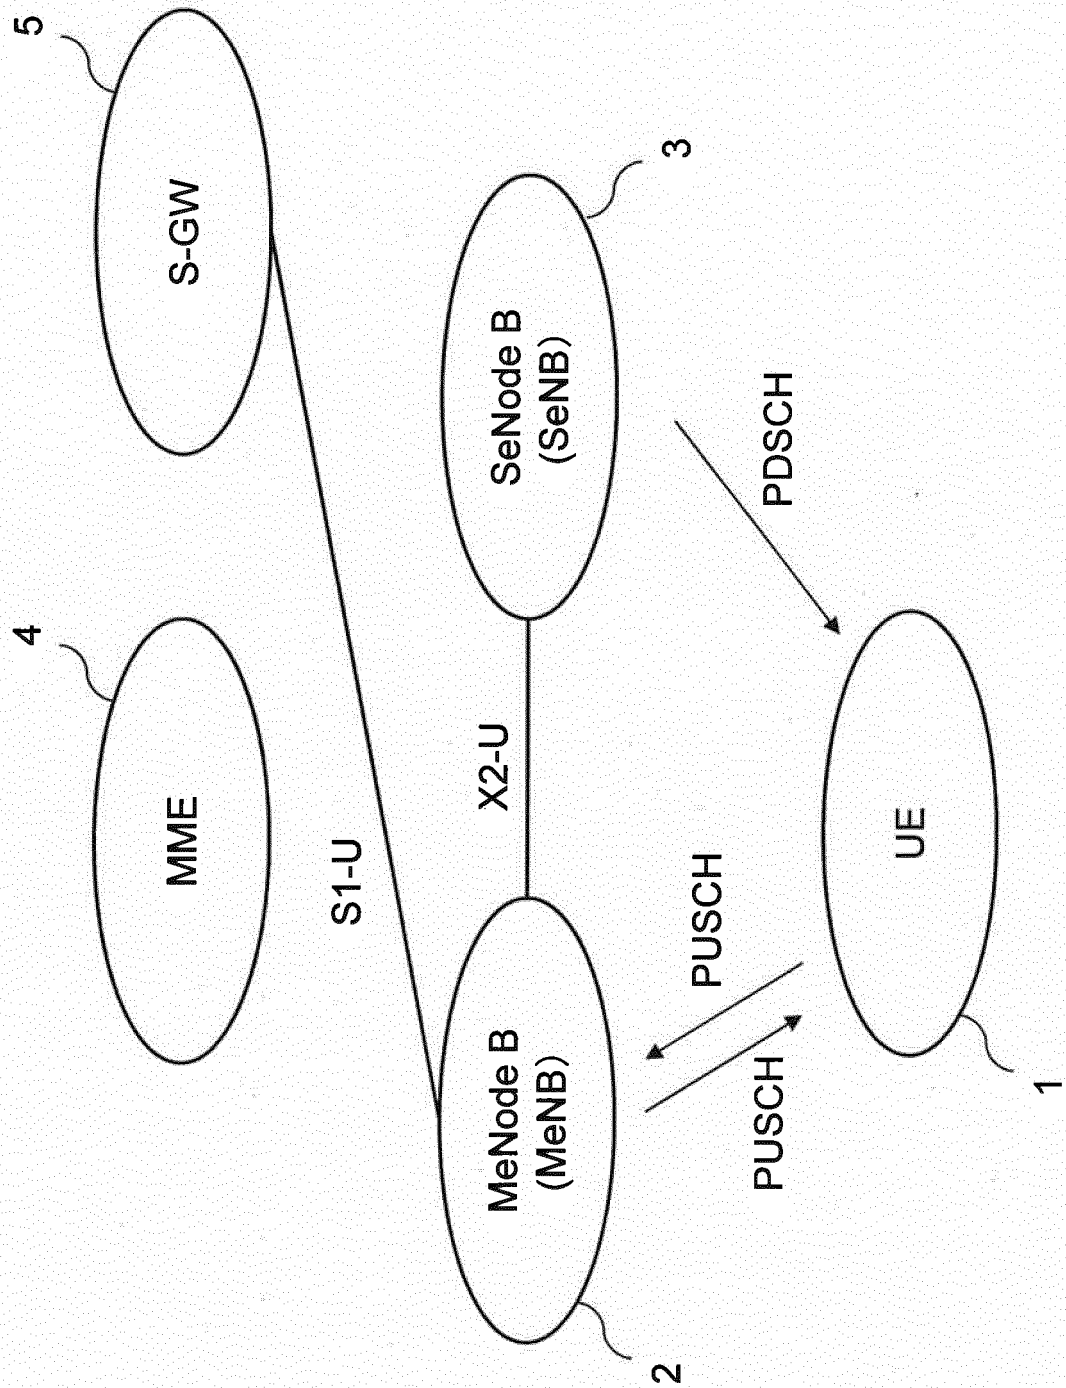 4
5
MME
S-GW
S1-U
X2-U
MeNode B
(MeNB)
SeNode B
(SeNB)
2
3
PUSCH
PUSCH
PDSCH
UE
1